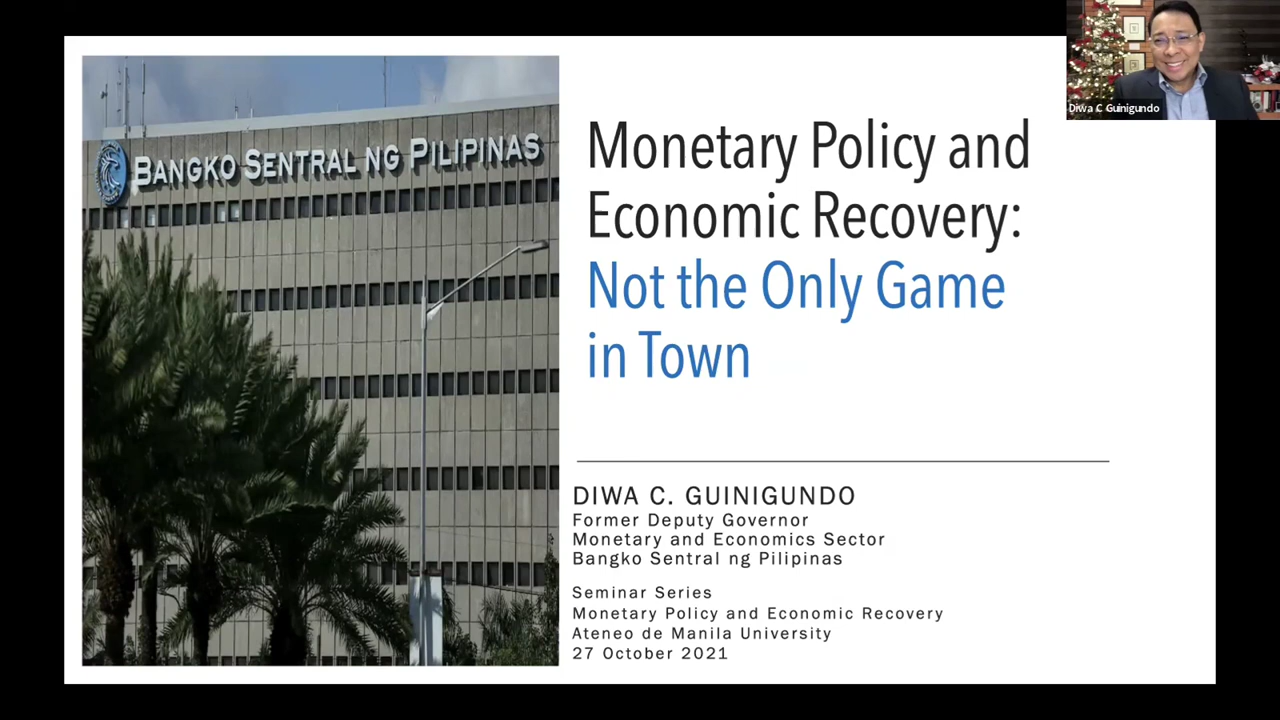 Diwa C Guinigundo
BANGKO SENTRAL NG PILIPINAS
Monetary Policy and
Economic Recovery:
Not the Only Game
in Town
DIWA C. GUINIGUNDO
Former Deputy Governor
Monetary and Economics Sector
Bangko Sentral ng Pilipinas
Seminar Series
Monetary Policy and Economic Recovery
Ateneo de Manila University
27 October 2021